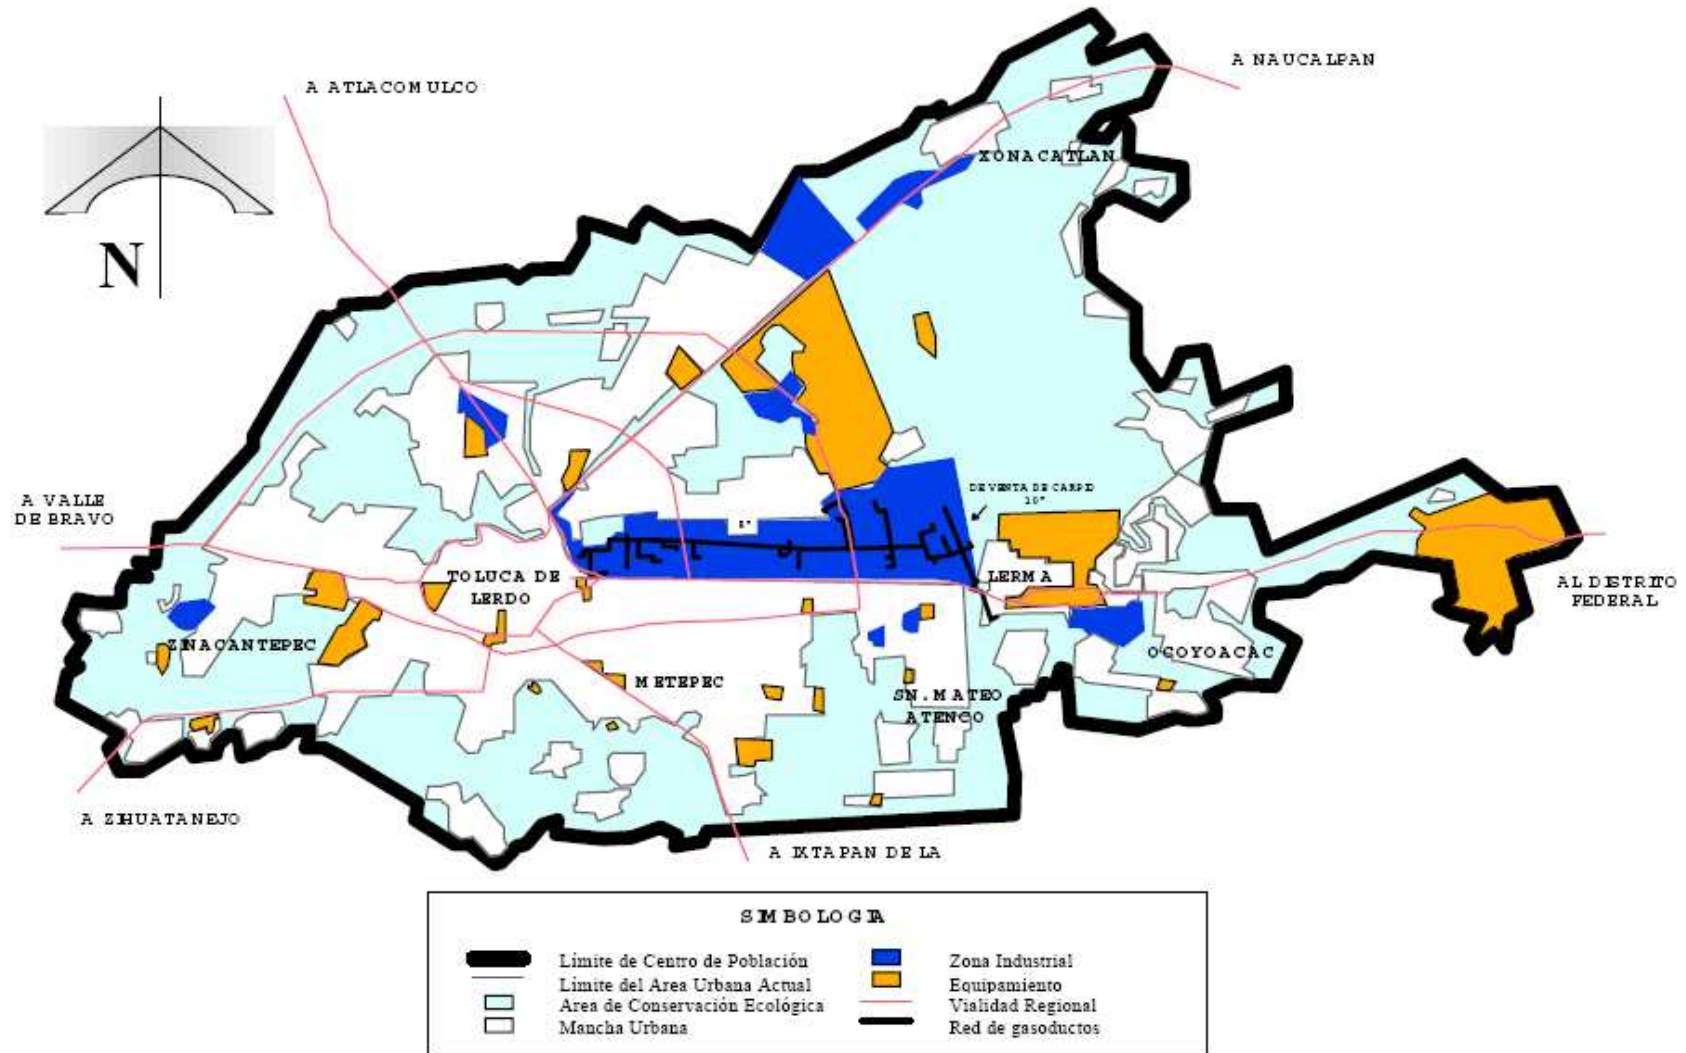 A NAUCALPAN
A ATLACOMULCO
XONACATLAN
N
A VALLE
DE BRAVO
DE VENTA DE CARPIO
10"
8"
TOLUCA DE
LERDO
LERMA
AL DISTRITO
FEDERAL
ZINACANTEPEC
OCOYOACAC
METEPEC
SN. MATEO
ATENCO
A ZIHUATANEJO
A IXTAPAN DE LA
SIMBOLOGIA
Límite de Centro de Población
Límite del Area Urbana Actual
Area de Conservación Ecológica
Mancha Urbana
Zona Industrial
Equipamiento
Vialidad Regional
Red de gasoductos